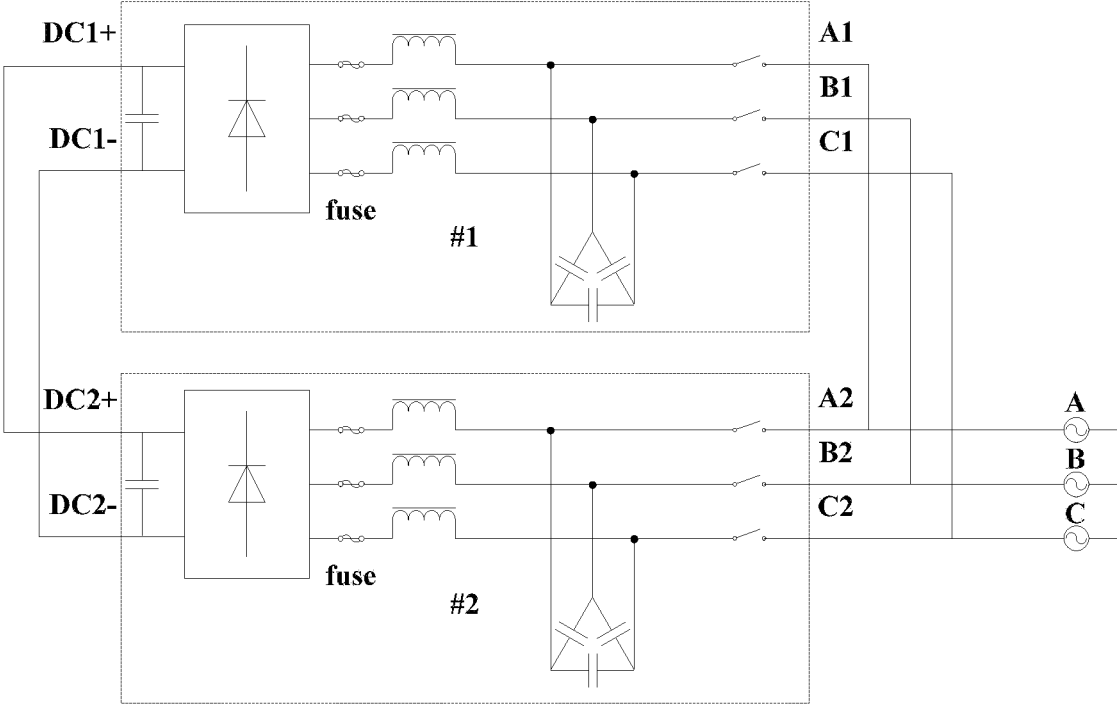 DC1+
A1
B1
DC1-
C1
fuse
#1
DC2+
A2
A
B2
B
DC2-
C2
C
fuse
#2